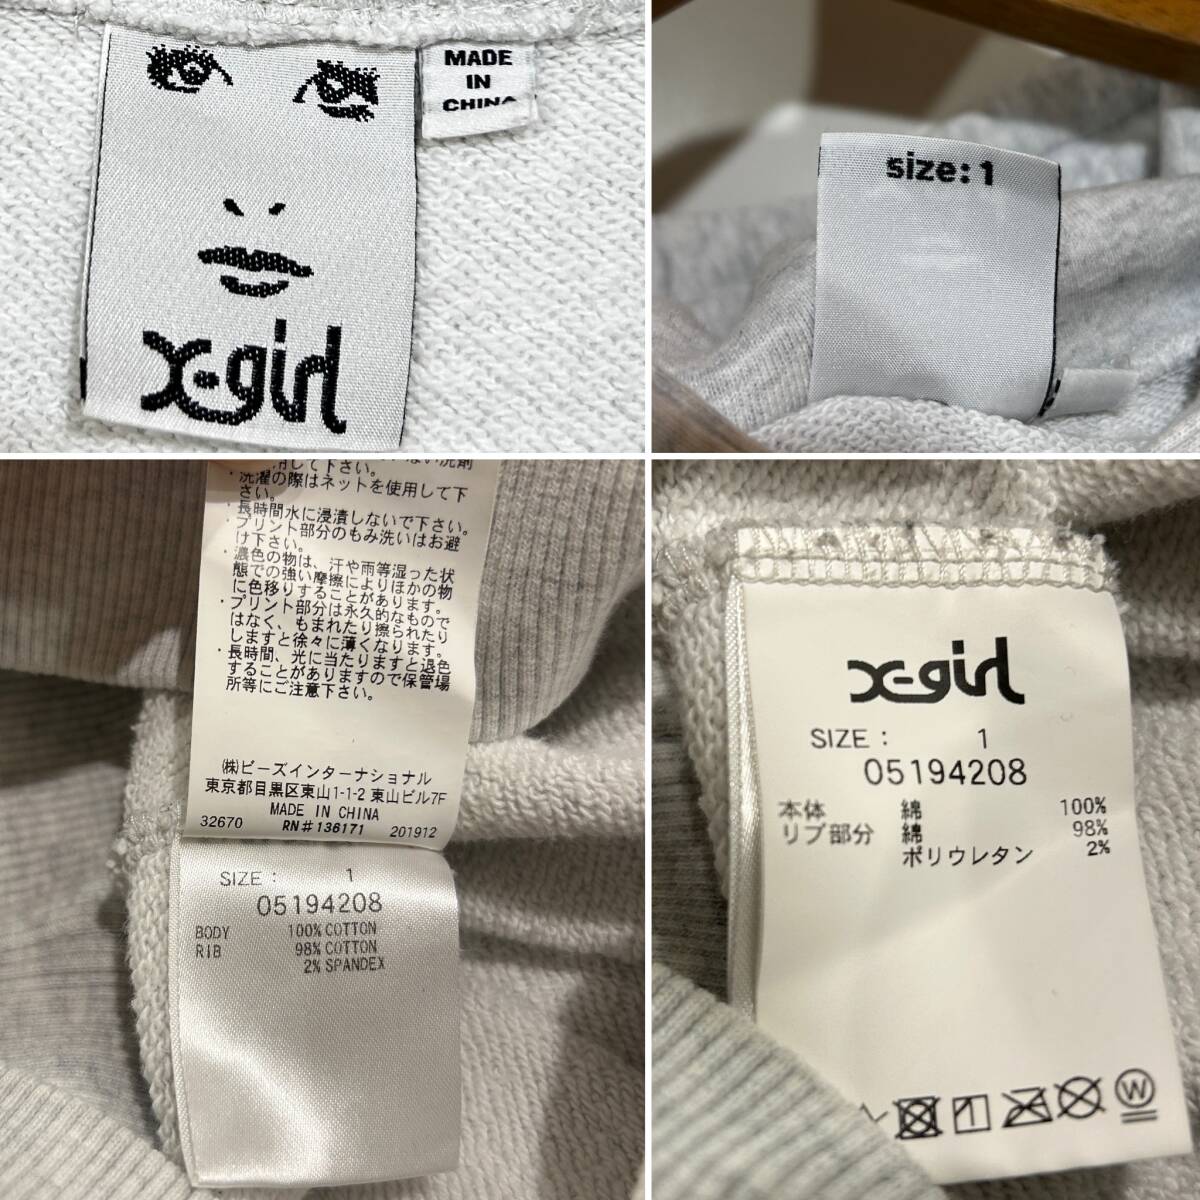 X-girl
MADE
IN
CHINA
size:1
用して下さい。
・洗濯の際はネットを使用して下
さい。
・長時間水に浸漬しないで下さい。
・プリント部分のもみ洗いはお避
け下さい。
・濃色の物は、汗や雨等湿った状
態での強い摩擦によりほかの物
に色移りすることがあります。
・プリント部分は永久的なもので
はなく、もまれたり擦られたり
しますと徐々に薄くなります。
・長時間、光に当たりますと退色
することがありますので保管場
所等にご注意下さい。
(株)ビーズインターナショナル
東京都目黒区東山1-1-2 東山ビル7F
MADE IN CHINA
32670 RN#136171 201912
SIZE: 1
05194208
BODY 100% COTTON
RIB 98% COTTON
2% SPANDEX
X-girl
SIZE: 1
05194208
本体 綿 100%
リブ部分 綿 98%
ポリウレタン 2%
W